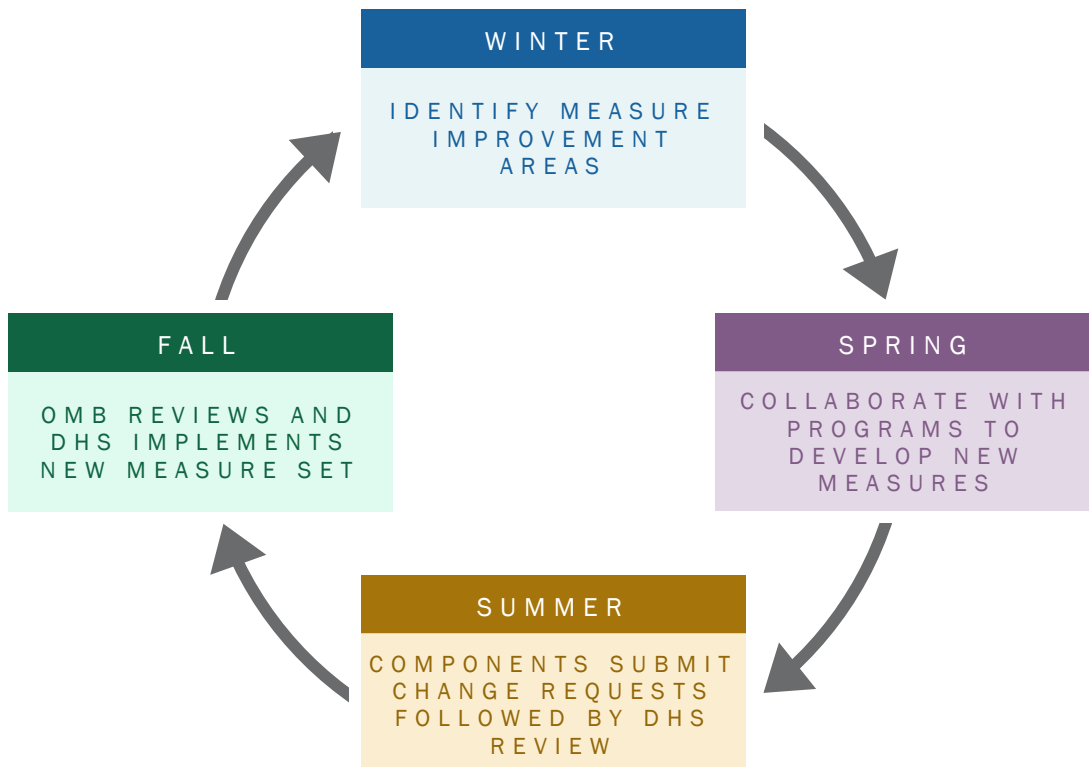 WINTER
IDENTIFY MEASURE
IMPROVEMENT
AREAS
FALL
OMB REVIEWS AND
DHS IMPLEMENTS
NEW MEASURE SET
SPRING
COLLABORATE WITH
PROGRAMS TO
DEVELOP NEW
MEASURES
SUMMER
COMPONENTS SUBMIT
CHANGE REQUESTS
FOLLOWED BY DHS
REVIEW